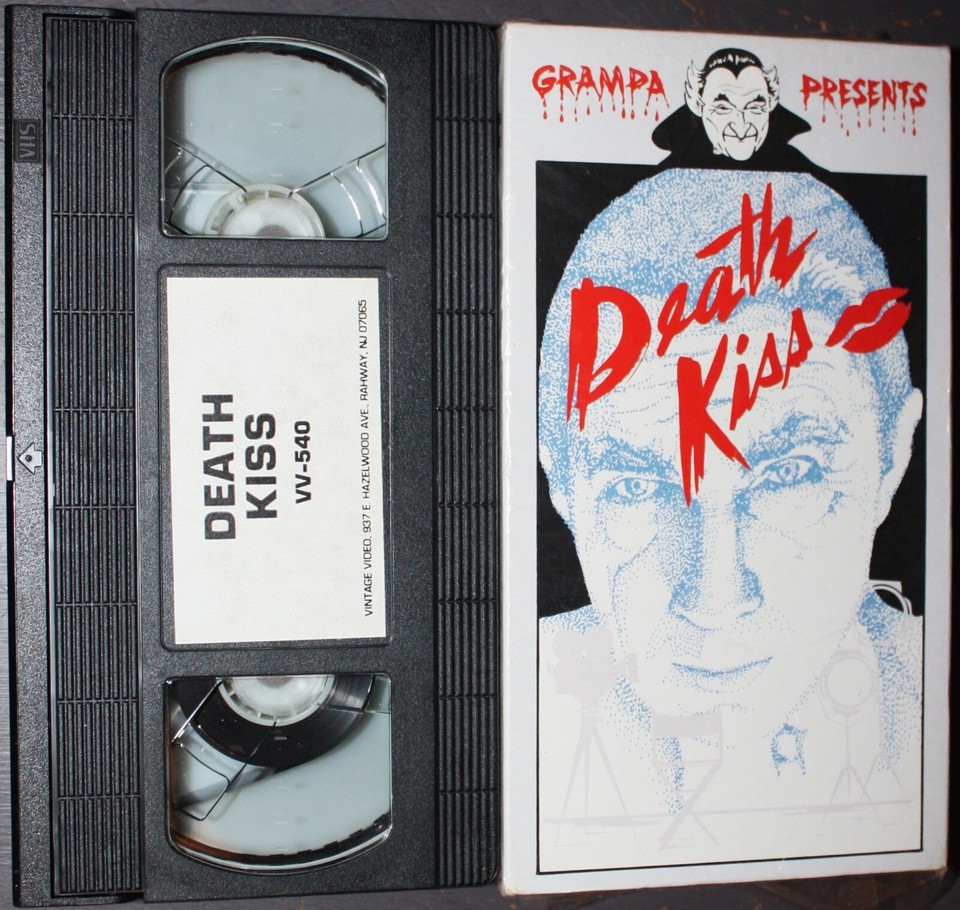 VHS
DEATH
KISS
VV-540
VINTAGE VIDEO, 937 E. HAZELWOOD AVE, RAHWAY, NJ 07065
GRAMPA PRESENTS
Death
Kiss